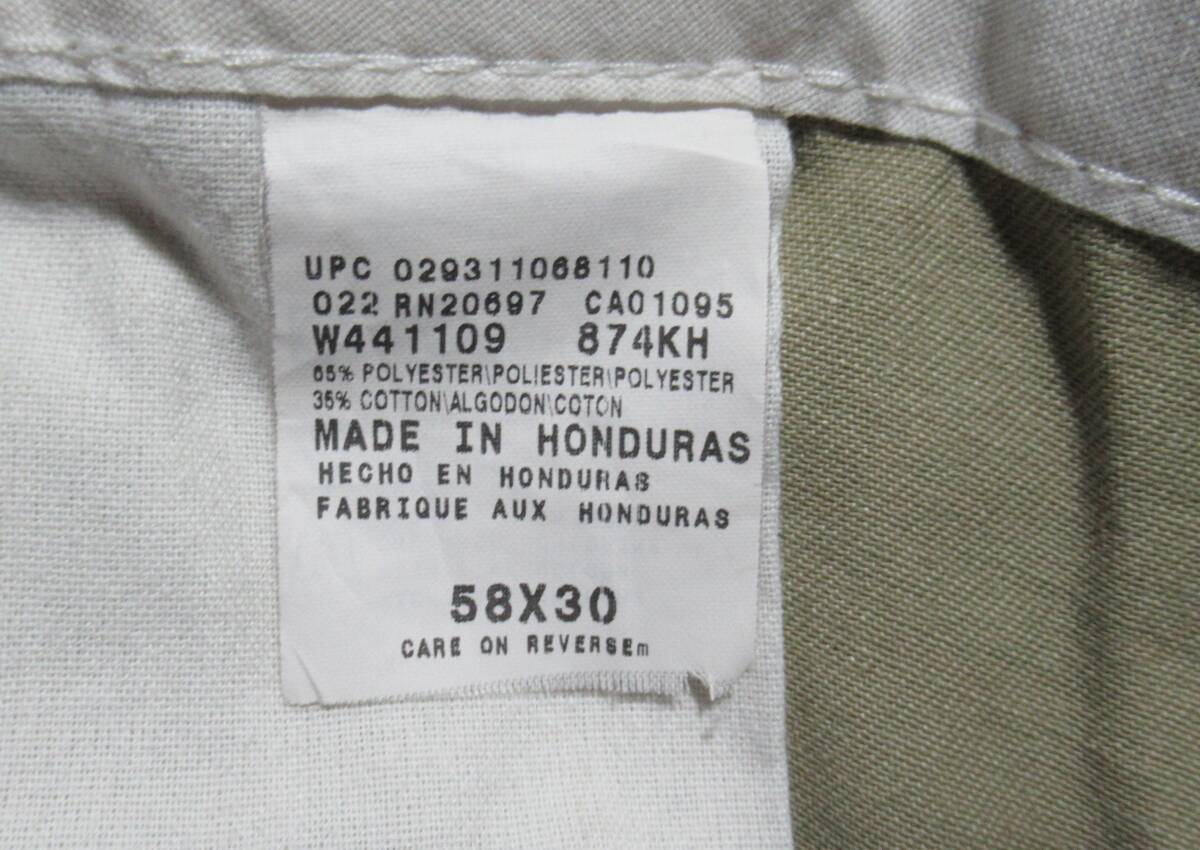 UPC 029311068110
022 RN20697 CA01095
W441109 874KH
65% POLYESTER\POLIESTER\POLYESTER
35% COTTON\ALGODON\COTON
MADE IN HONDURAS
HECHO EN HONDURAS
FABRIQUE AUX HONDURAS
58X30
CARE ON REVERSEm